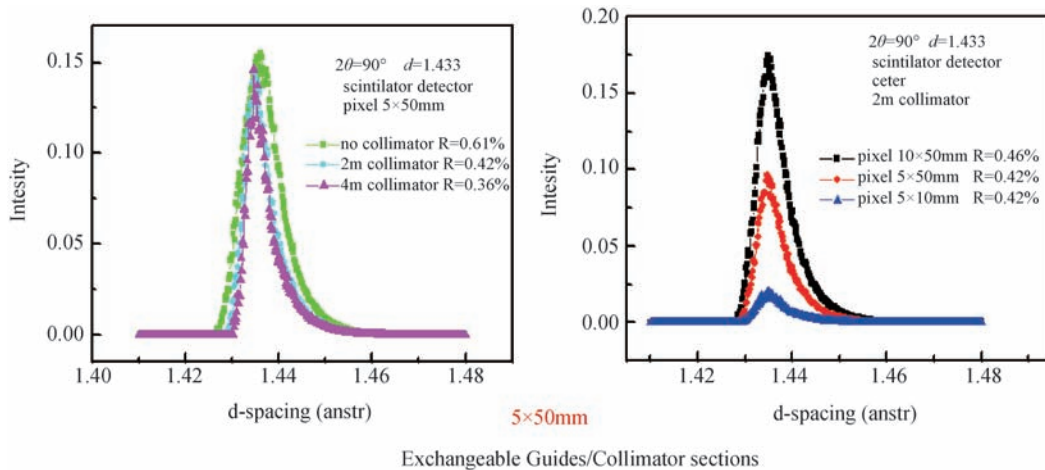 2θ=90° d=1.433
scintilator detector
pixel 5×50mm
no collimator R=0.61%
2m collimator R=0.42%
4m collimator R=0.36%
Intesity
0.15
0.10
0.05
0.00
1.40 1.42 1.44 1.46 1.48
d-spacing (anstr)
2θ=90° d=1.433
scintilator detector
ceter
2m collimator
pixel 10×50mm R=0.46%
pixel 5×50mm R=0.42%
pixel 5×10mm R=0.42%
Intesity
0.20
0.15
0.10
0.05
0.00
1.42 1.44 1.46 1.48
d-spacing (anstr)
5×50mm
Exchangeable Guides/Collimator sections